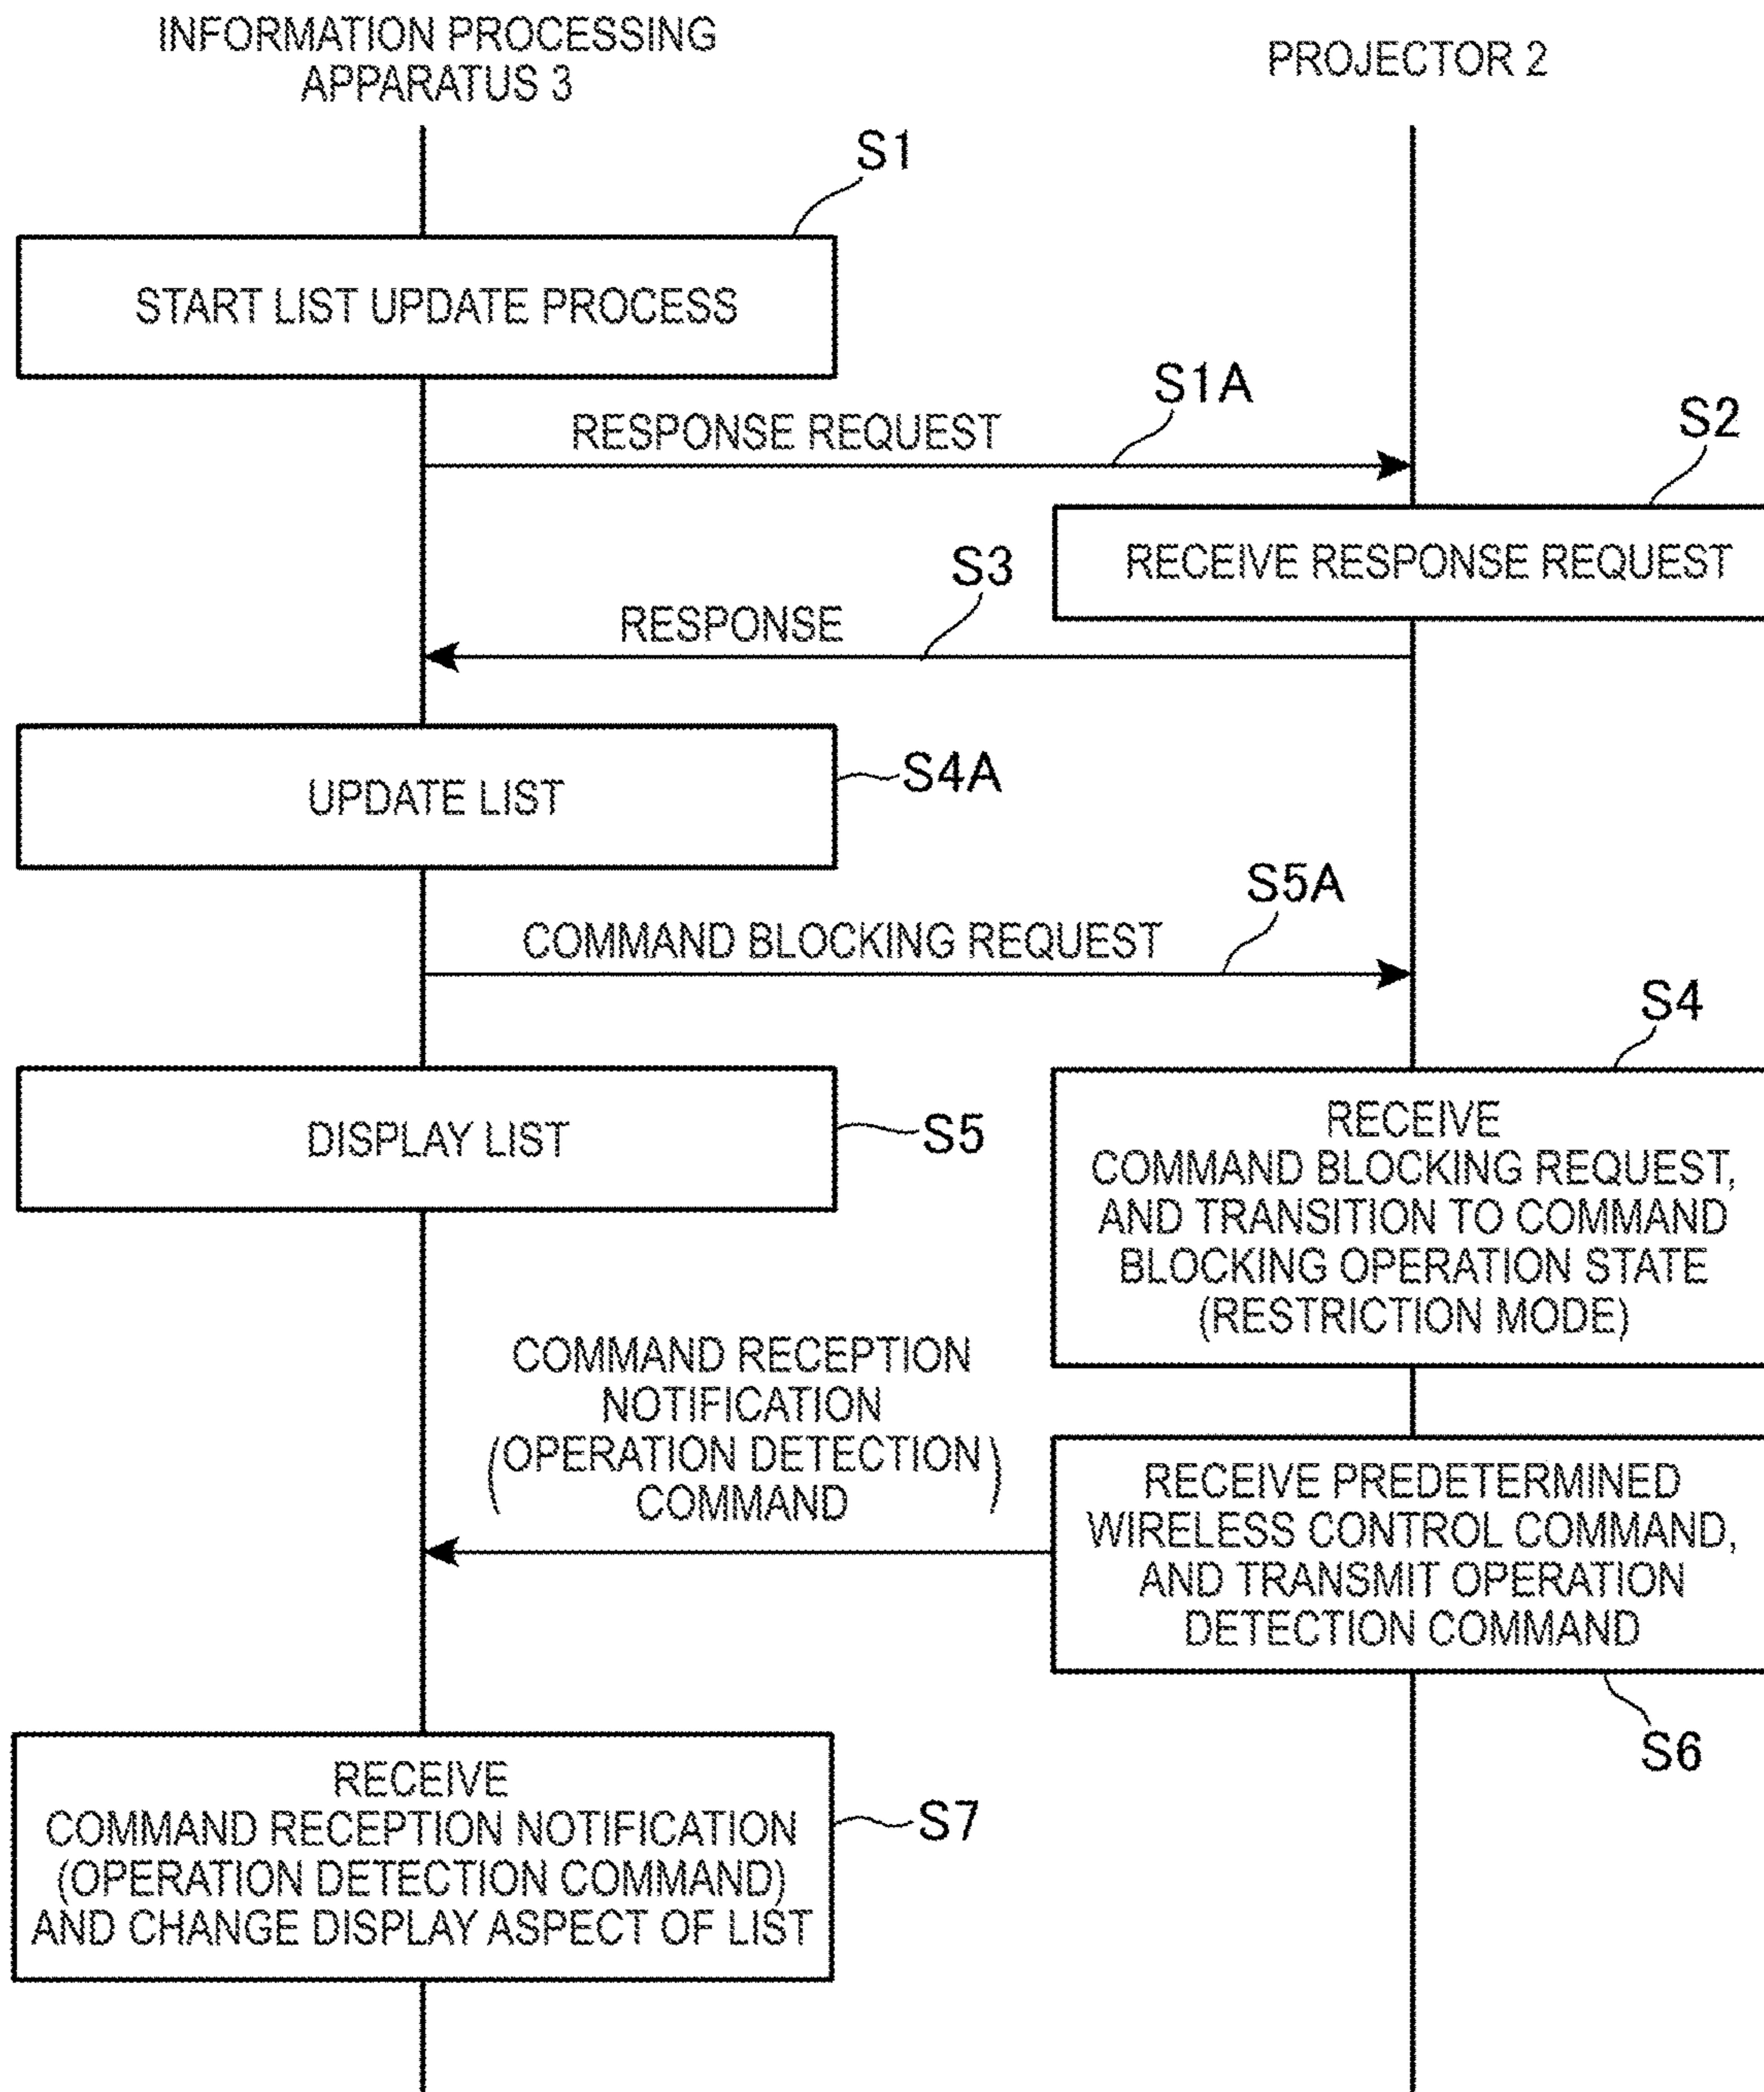 INFORMATION PROCESSING
APPARATUS 3
PROJECTOR 2
S1
START LIST UPDATE PROCESS
S1A
RESPONSE REQUEST
S2
RECEIVE RESPONSE REQUEST
S3
RESPONSE
UPDATE LIST
S4A
S5A
COMMAND BLOCKING REQUEST
S4
DISPLAY LIST
S5
RECEIVE
COMMAND BLOCKING REQUEST,
AND TRANSITION TO COMMAND
BLOCKING OPERATION STATE
(RESTRICTION MODE)
COMMAND RECEPTION
NOTIFICATION
(OPERATION DETECTION
COMMAND)
RECEIVE PREDETERMINED
WIRELESS CONTROL COMMAND,
AND TRANSMIT OPERATION
DETECTION COMMAND
S6
RECEIVE
COMMAND RECEPTION NOTIFICATION
(OPERATION DETECTION COMMAND)
AND CHANGE DISPLAY ASPECT OF LIST
S7